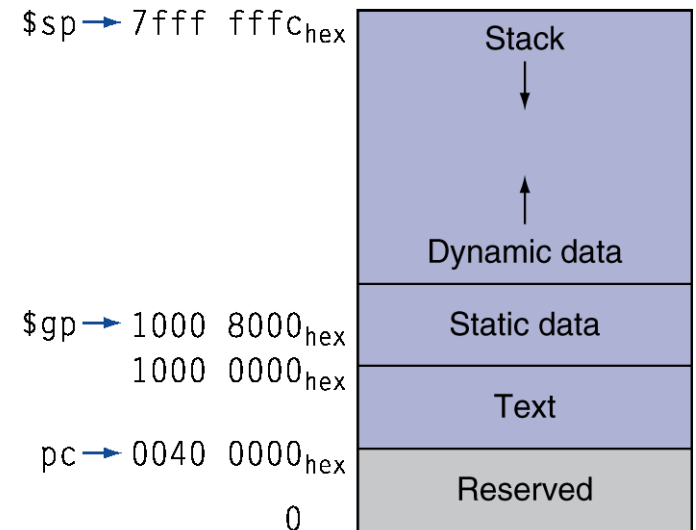 $sp → 7fff fffc hex
Stack
Dynamic data
$gp → 1000 8000 hex
Static data
1000 0000 hex
Text
pc → 0040 0000 hex
Reserved
0